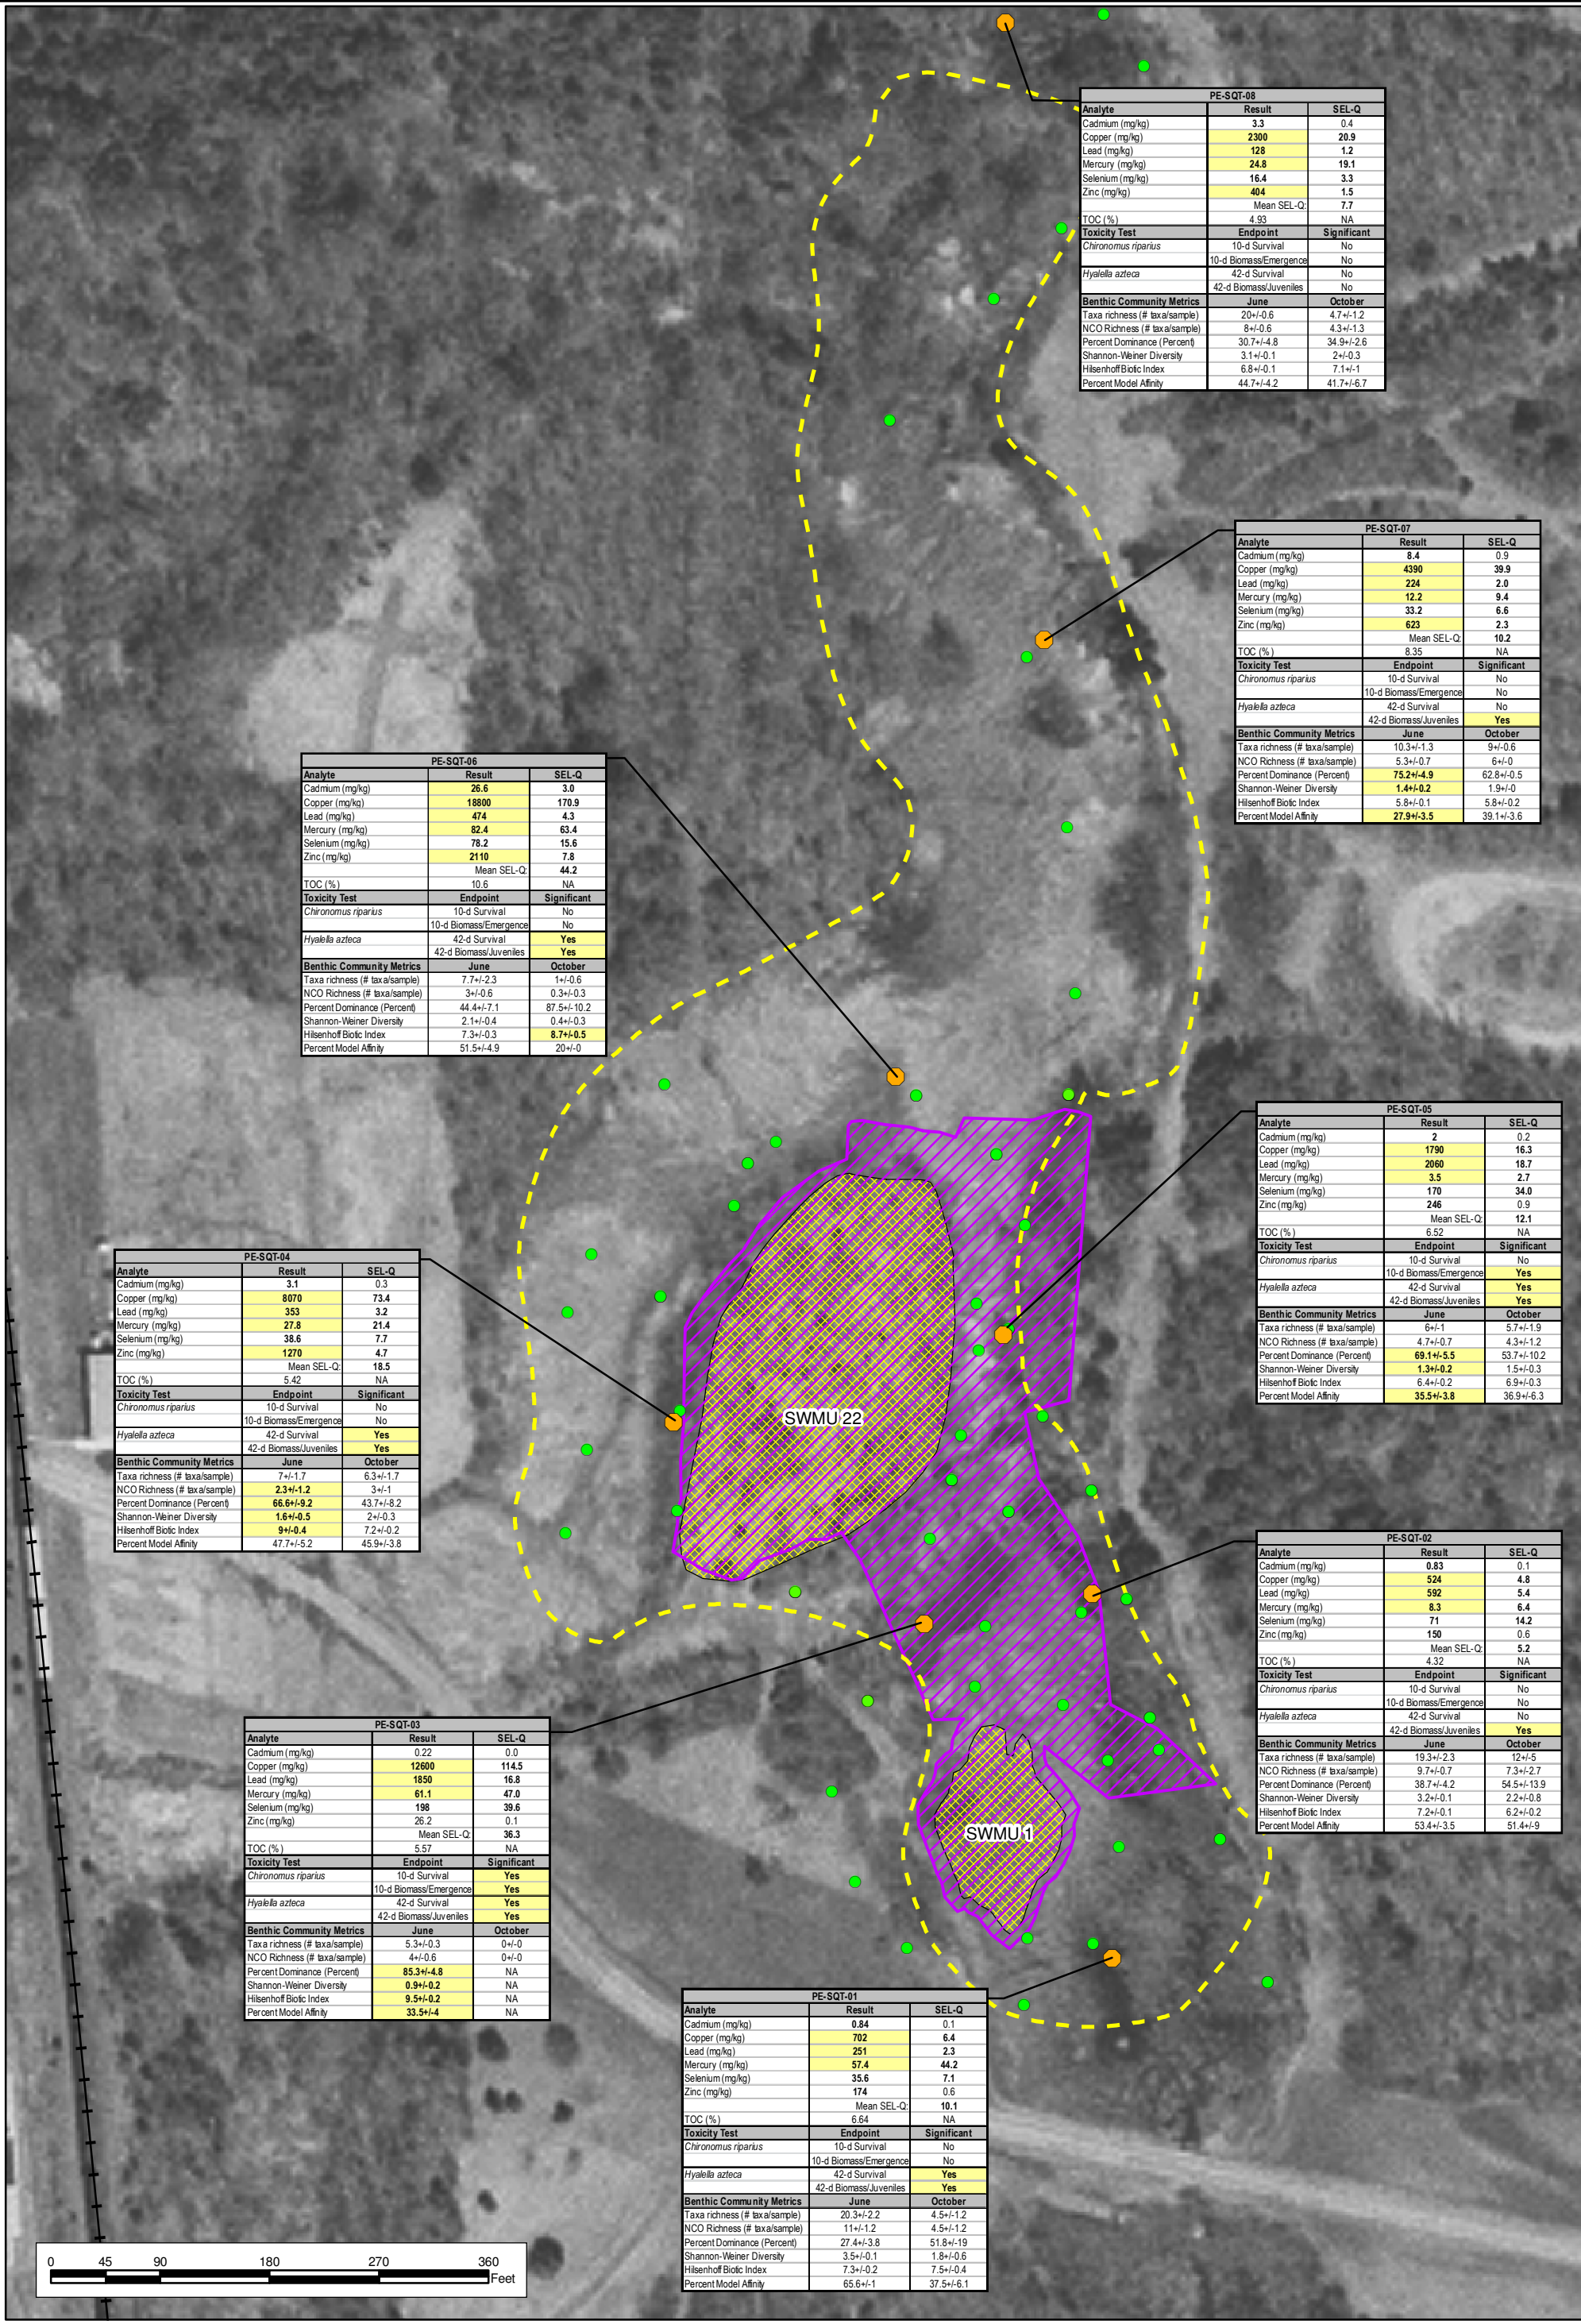 PE-SQT-08
Analyte Result SEL-Q
Cadmium (mg/kg) 3.3 0.4
Copper (mg/kg) 2300 20.9
Lead (mg/kg) 128 1.2
Mercury (mg/kg) 24.8 19.1
Selenium (mg/kg) 16.4 3.3
Zinc (mg/kg) 404 1.5
Mean SEL-Q: 7.7
TOC (%) 4.93 NA
Toxicity Test Endpoint Significant
Chironomus riparius 10-d Survival No
10-d Biomass/Emergence No
Hyalella azteca 42-d Survival No
42-d Biomass/Juveniles No
Benthic Community Metrics June October
Taxa richness (# taxa/sample) 20+/-0.6 4.7+/-1.2
NCO Richness (# taxa/sample) 8+/-0.6 4.3+/-1.3
Percent Dominance (Percent) 30.7+/-4.8 34.9+/-2.6
Shannon-Weiner Diversity 3.1+/-0.1 2+/-0.3
Hilsenhoff Biotic Index 6.8+/-0.1 7.1+/-1
Percent Model Affinity 44.7+/-4.2 41.7+/-6.7
PE-SQT-07
Analyte Result SEL-Q
Cadmium (mg/kg) 8.4 0.9
Copper (mg/kg) 4390 39.9
Lead (mg/kg) 224 2.0
Mercury (mg/kg) 12.2 9.4
Selenium (mg/kg) 33.2 6.6
Zinc (mg/kg) 623 2.3
Mean SEL-Q: 10.2
TOC (%) 8.35 NA
Toxicity Test Endpoint Significant
Chironomus riparius 10-d Survival No
10-d Biomass/Emergence No
Hyalella azteca 42-d Survival No
42-d Biomass/Juveniles Yes
Benthic Community Metrics June October
Taxa richness (# taxa/sample) 10.3+/-1.3 9+/-0.6
NCO Richness (# taxa/sample) 5.3+/-0.7 6+/-0
Percent Dominance (Percent) 75.2+/-4.9 62.8+/-0.5
Shannon-Weiner Diversity 1.4+/-0.2 1.9+/-0
Hilsenhoff Biotic Index 5.8+/-0.1 5.8+/-0.2
Percent Model Affinity 27.9+/-3.5 39.1+/-3.6
PE-SQT-06
Analyte Result SEL-Q
Cadmium (mg/kg) 26.6 3.0
Copper (mg/kg) 18800 170.9
Lead (mg/kg) 474 4.3
Mercury (mg/kg) 82.4 63.4
Selenium (mg/kg) 78.2 15.6
Zinc (mg/kg) 2110 7.8
Mean SEL-Q: 44.2
TOC (%) 10.6 NA
Toxicity Test Endpoint Significant
Chironomus riparius 10-d Survival No
10-d Biomass/Emergence No
Hyalella azteca 42-d Survival Yes
42-d Biomass/Juveniles Yes
Benthic Community Metrics June October
Taxa richness (# taxa/sample) 7.7+/-2.3 1+/-0.6
NCO Richness (# taxa/sample) 3+/-0.6 0.3+/-0.3
Percent Dominance (Percent) 44.4+/-7.1 87.5+/-10.2
Shannon-Weiner Diversity 2.1+/-0.4 0.4+/-0.3
Hilsenhoff Biotic Index 7.3+/-0.3 8.7+/-0.5
Percent Model Affinity 51.5+/-4.9 20+/-0
PE-SQT-05
Analyte Result SEL-Q
Cadmium (mg/kg) 2 0.2
Copper (mg/kg) 1790 16.3
Lead (mg/kg) 2060 18.7
Mercury (mg/kg) 3.5 2.7
Selenium (mg/kg) 170 34.0
Zinc (mg/kg) 246 0.9
Mean SEL-Q: 12.1
TOC (%) 6.52 NA
Toxicity Test Endpoint Significant
Chironomus riparius 10-d Survival No
10-d Biomass/Emergence Yes
Hyalella azteca 42-d Survival Yes
42-d Biomass/Juveniles Yes
Benthic Community Metrics June October
Taxa richness (# taxa/sample) 6+/-1 5.7+/-1.9
NCO Richness (# taxa/sample) 4.7+/-0.7 4.3+/-1.2
Percent Dominance (Percent) 69.1+/-5.5 53.7+/-10.2
Shannon-Weiner Diversity 1.3+/-0.2 1.5+/-0.3
Hilsenhoff Biotic Index 6.4+/-0.2 6.9+/-0.3
Percent Model Affinity 35.5+/-3.8 36.9+/-6.3
PE-SQT-04
Analyte Result SEL-Q
Cadmium (mg/kg) 3.1 0.3
Copper (mg/kg) 8070 73.4
Lead (mg/kg) 353 3.2
Mercury (mg/kg) 27.8 21.4
Selenium (mg/kg) 38.6 7.7
Zinc (mg/kg) 1270 4.7
Mean SEL-Q: 18.5
TOC (%) 5.42 NA
Toxicity Test Endpoint Significant
Chironomus riparius 10-d Survival No
10-d Biomass/Emergence No
Hyalella azteca 42-d Survival Yes
42-d Biomass/Juveniles Yes
Benthic Community Metrics June October
Taxa richness (# taxa/sample) 7+/-1.7 6.3+/-1.7
NCO Richness (# taxa/sample) 2.3+/-1.2 3+/-1
Percent Dominance (Percent) 66.6+/-9.2 43.7+/-8.2
Shannon-Weiner Diversity 1.6+/-0.5 2+/-0.3
Hilsenhoff Biotic Index 9+/-0.4 7.2+/-0.2
Percent Model Affinity 47.7+/-5.2 45.9+/-3.8
SWMU 22
PE-SQT-02
Analyte Result SEL-Q
Cadmium (mg/kg) 0.83 0.1
Copper (mg/kg) 524 4.8
Lead (mg/kg) 592 5.4
Mercury (mg/kg) 8.3 6.4
Selenium (mg/kg) 71 14.2
Zinc (mg/kg) 150 0.6
Mean SEL-Q: 5.2
TOC (%) 4.32 NA
Toxicity Test Endpoint Significant
Chironomus riparius 10-d Survival No
10-d Biomass/Emergence No
Hyalella azteca 42-d Survival No
42-d Biomass/Juveniles Yes
Benthic Community Metrics June October
Taxa richness (# taxa/sample) 19.3+/-2.3 12+/-5
NCO Richness (# taxa/sample) 9.7+/-0.7 7.3+/-2.7
Percent Dominance (Percent) 38.7+/-4.2 54.5+/-13.9
Shannon-Weiner Diversity 3.2+/-0.1 2.2+/-0.8
Hilsenhoff Biotic Index 7.2+/-0.1 6.2+/-0.2
Percent Model Affinity 53.4+/-3.5 51.4+/-9
PE-SQT-03
Analyte Result SEL-Q
Cadmium (mg/kg) 0.22 0.0
Copper (mg/kg) 12600 114.5
Lead (mg/kg) 1850 16.8
Mercury (mg/kg) 61.1 47.0
Selenium (mg/kg) 198 39.6
Zinc (mg/kg) 26.2 0.1
Mean SEL-Q: 36.3
TOC (%) 5.57 NA
Toxicity Test Endpoint Significant
Chironomus riparius 10-d Survival Yes
10-d Biomass/Emergence Yes
Hyalella azteca 42-d Survival Yes
42-d Biomass/Juveniles Yes
Benthic Community Metrics June October
Taxa richness (# taxa/sample) 5.3+/-0.3 0+/-0
NCO Richness (# taxa/sample) 4+/-0.6 0+/-0
Percent Dominance (Percent) 85.3+/-4.8 NA
Shannon-Weiner Diversity 0.9+/-0.2 NA
Hilsenhoff Biotic Index 9.5+/-0.2 NA
Percent Model Affinity 33.5+/-4 NA
SWMU 1
PE-SQT-01
Analyte Result SEL-Q
Cadmium (mg/kg) 0.84 0.1
Copper (mg/kg) 702 6.4
Lead (mg/kg) 251 2.3
Mercury (mg/kg) 57.4 44.2
Selenium (mg/kg) 35.6 7.1
Zinc (mg/kg) 174 0.6
Mean SEL-Q: 10.1
TOC (%) 6.64 NA
Toxicity Test Endpoint Significant
Chironomus riparius 10-d Survival No
10-d Biomass/Emergence No
Hyalella azteca 42-d Survival Yes
42-d Biomass/Juveniles Yes
Benthic Community Metrics June October
Taxa richness (# taxa/sample) 20.3+/-2.2 4.5+/-1.2
NCO Richness (# taxa/sample) 11+/-1.2 4.5+/-1.2
Percent Dominance (Percent) 27.4+/-3.8 51.8+/-19
Shannon-Weiner Diversity 3.5+/-0.1 1.8+/-0.6
Hilsenhoff Biotic Index 7.3+/-0.2 7.5+/-0.4
Percent Model Affinity 65.6+/-1 37.5+/-6.1
0 45 90 180 270 360
Feet